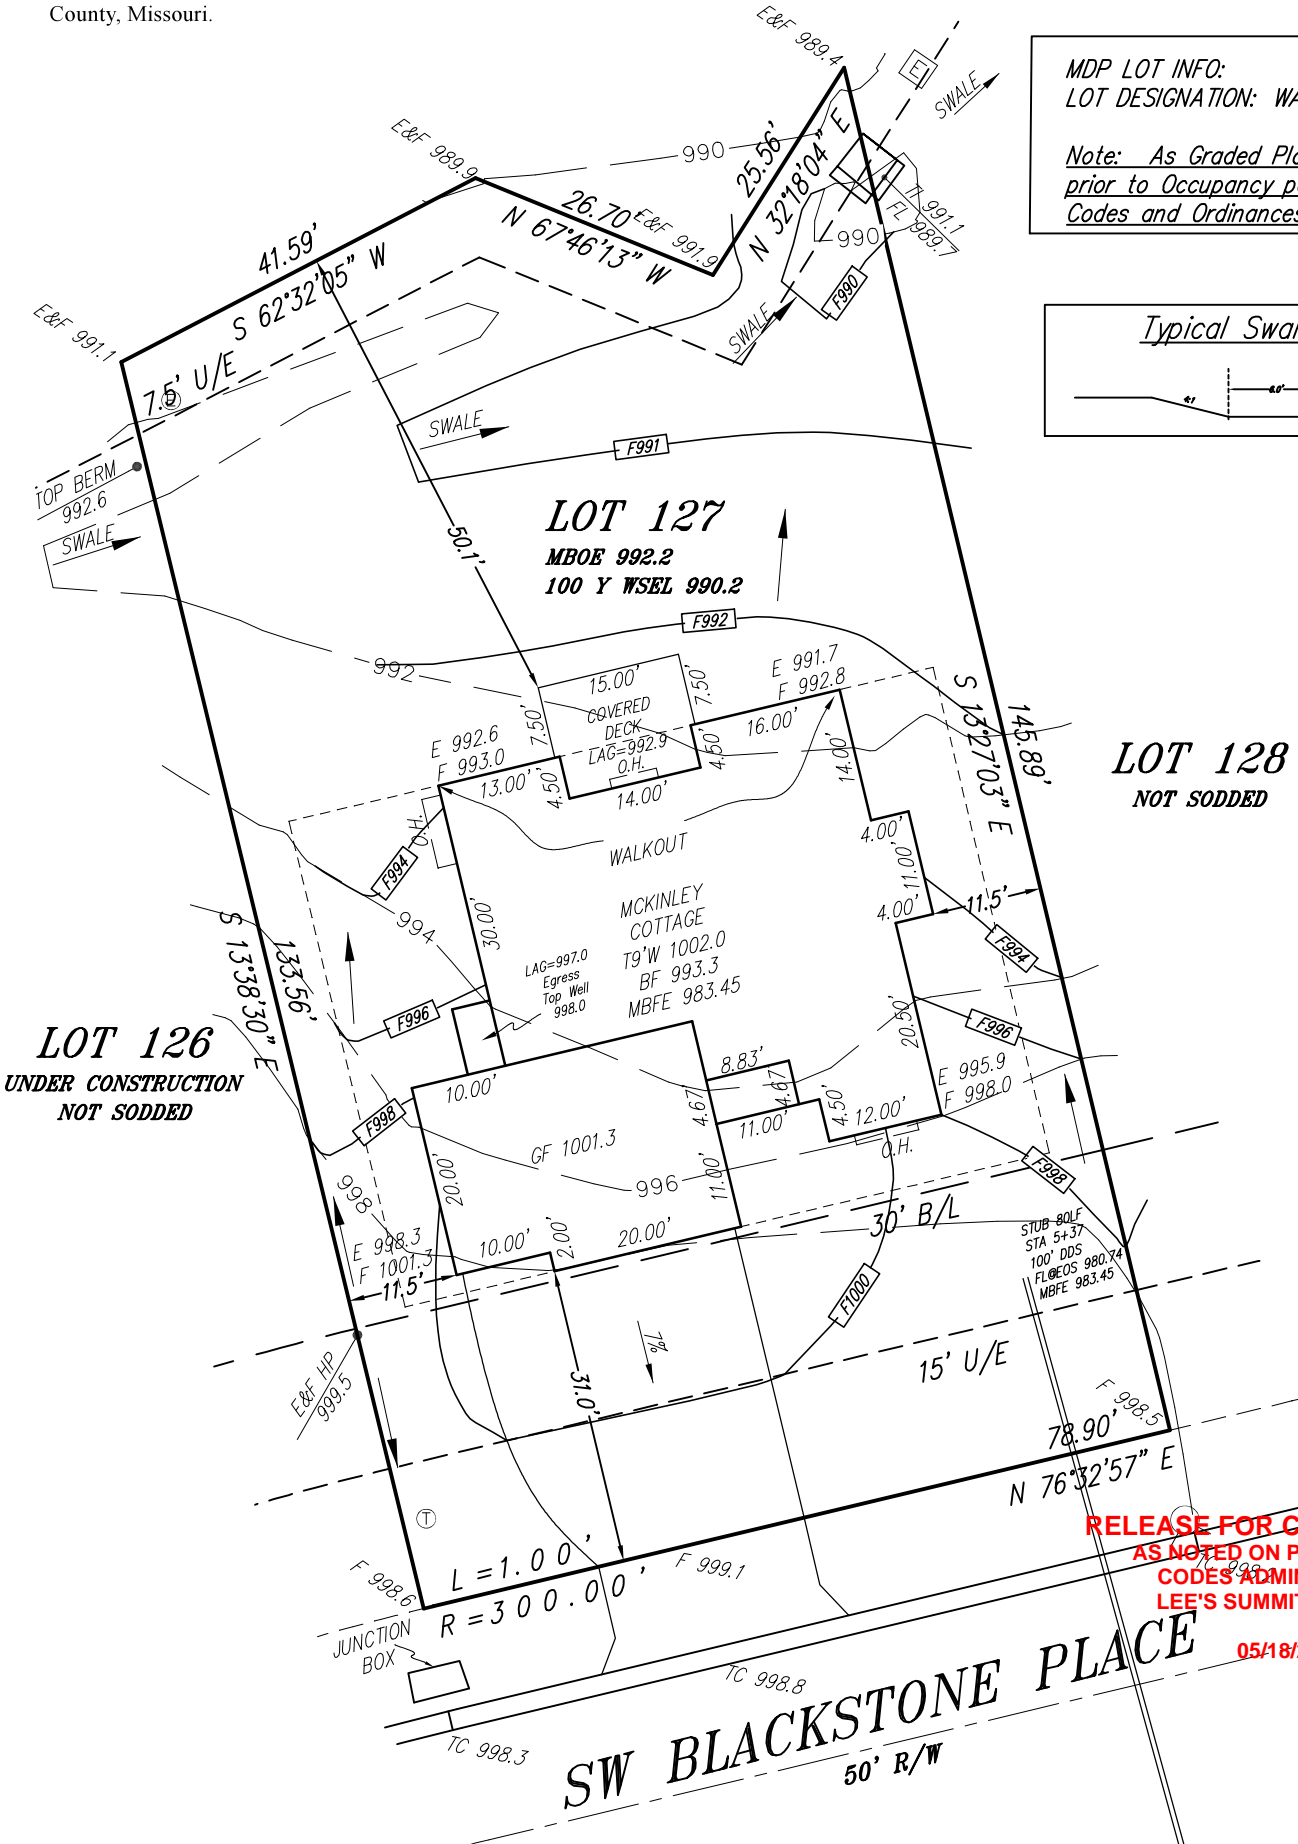 County, Missouri.
E&F 989.4
E
SWALE
MDP LOT INFO:
LOT DESIGNATION: WA
Note: As Graded Pl
prior to Occupancy p
Codes and Ordinances
E&F 989.9
990
25.56'
N 32°18'04" E
26.70'
N 67°46'13" W
E&F 991.9
TI 991.1
FL 989.7
990
F990
SWALE
41.59'
S 62°32'05" W
E&F 991.1
7.5' U/E
E
Typical Swa
4:1
6.0'
SWALE
F991
TOP BERM
992.6
SWALE
50.1'
LOT 127
MBOE 992.2
100 Y WSEL 990.2
F992
992
15.00'
COVERED
DECK
LAG=992.9
O.H.
7.50'
7.50'
E 991.7
F 992.8
16.00'
4.50'
E 992.6
F 993.0
13.00'
4.50'
14.00'
14.00'
S 13°27'03" E
145.89'
LOT 128
NOT SODDED
O.H.
F994
WALKOUT
4.00'
11.00'
4.00'
11.5'
994
30.00'
MCKINLEY
COTTAGE
T9'W 1002.0
BF 993.3
MBFE 983.45
LAG=997.0
Egress
Top Well
998.0
F994
S 13°38'30" E
133.56'
F996
F996
20.50'
LOT 126
UNDER CONSTRUCTION
NOT SODDED
10.00'
8.83'
4.67'
4.67'
11.00'
4.50'
12.00'
E 995.9
F 998.0
O.H.
F998
GF 1001.3
996
11.00'
20.00'
998
F998
30' B/L
STUB 80LF
STA 5+37
100' DDS
FL@EOS 980.74
MBFE 983.45
E 998.3
F 1001.3
10.00'
2.00'
20.00'
11.5'
F1000
7%
15' U/E
E&F HP
999.5
31.0'
F 998.5
78.90'
N 76°32'57" E
T
RELEASE FOR C
AS NOTED ON P
CODES ADMI
LEE'S SUMMI
05/18/
F 998.6
L =1.00'
R =300.00'
F 999.1
JUNCTION
BOX
TC 998.8
TC 998.3
SW BLACKSTONE PLACE
50' R/W